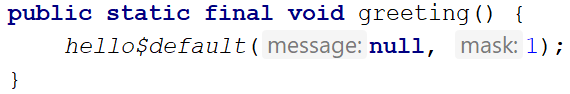 public static final void greeting() {
    hello$default( message: null, mask: 1);
}